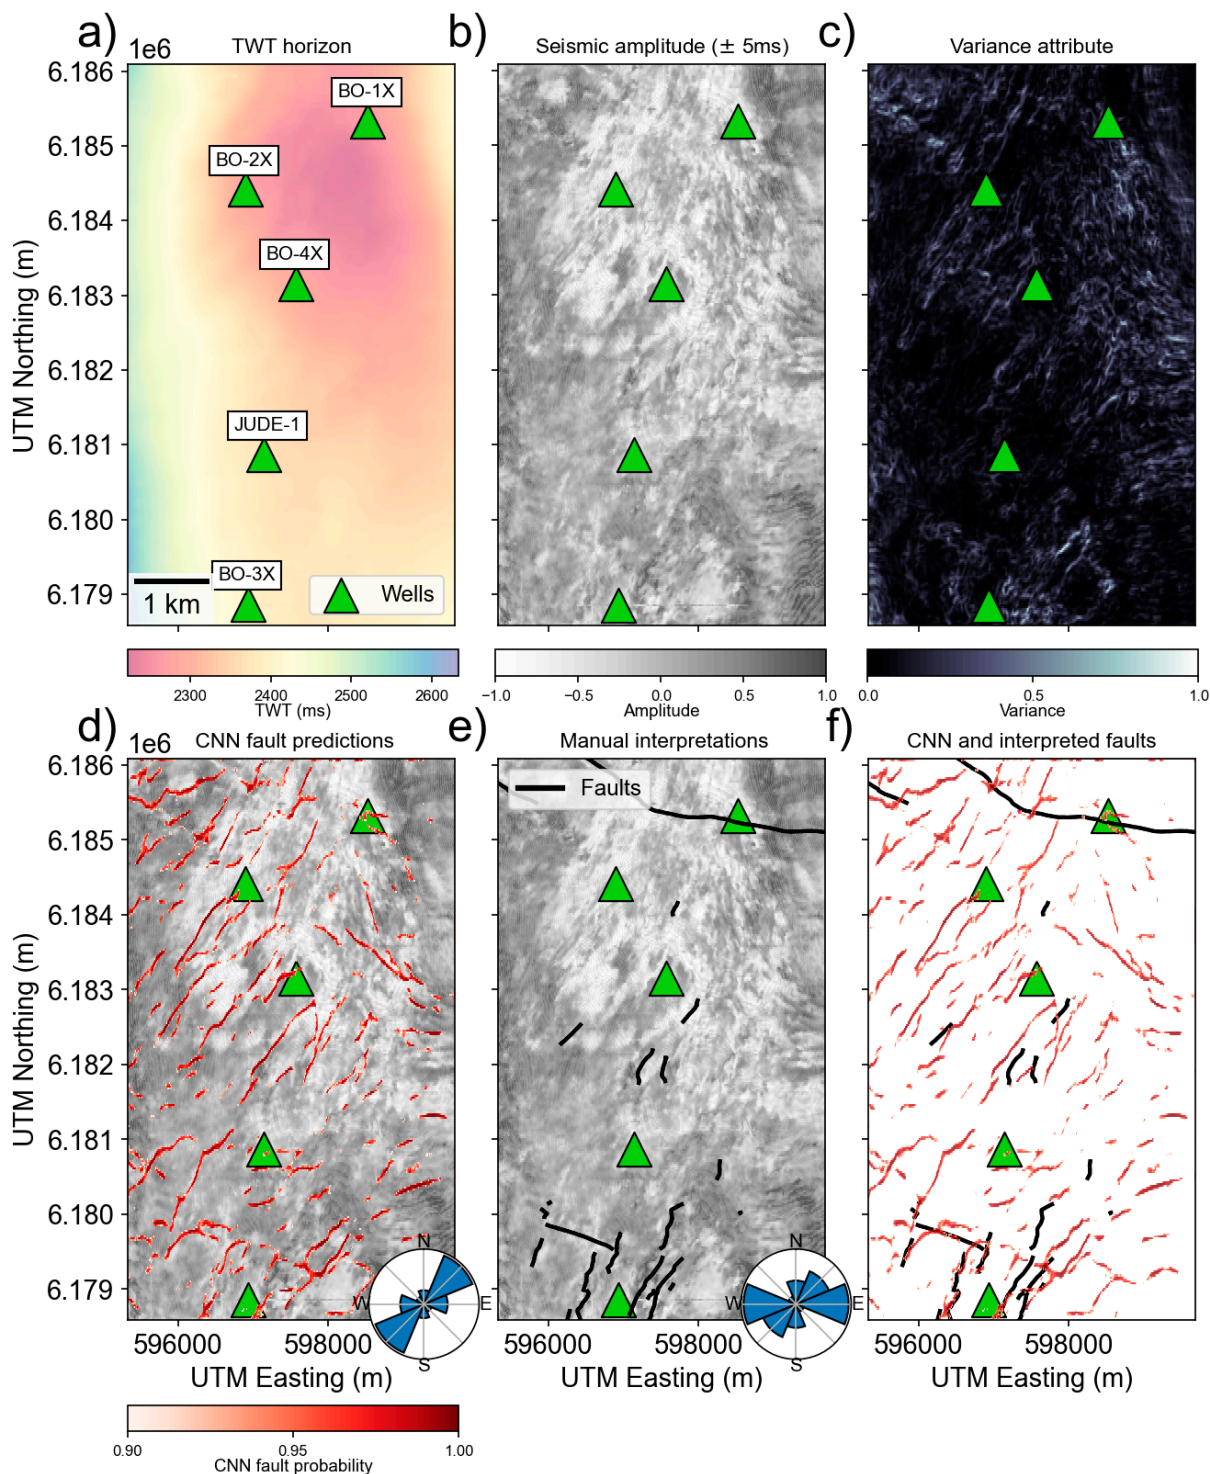 a)
1e6
TWT horizon
b)
Seismic amplitude (± 5ms)
c)
Variance attribute
6.186
6.185
6.184
6.183
6.182
6.181
6.180
6.179
UTM Northing (m)
BO-1X
BO-2X
BO-4X
JUDE-1
BO-3X
1 km
Wells
2300
2400
2500
2600
TWT (ms)
−1.0
−0.5
0.0
0.5
1.0
Amplitude
0.0
0.5
1.0
Variance
d)
1e6
CNN fault predictions
e)
Manual interpretations
f)
CNN and interpreted faults
6.186
6.185
6.184
6.183
6.182
6.181
6.180
6.179
UTM Northing (m)
Faults
N
W
E
S
N
W
E
S
596000
598000
UTM Easting (m)
596000
598000
UTM Easting (m)
596000
598000
UTM Easting (m)
0.90
0.95
1.00
CNN fault probability